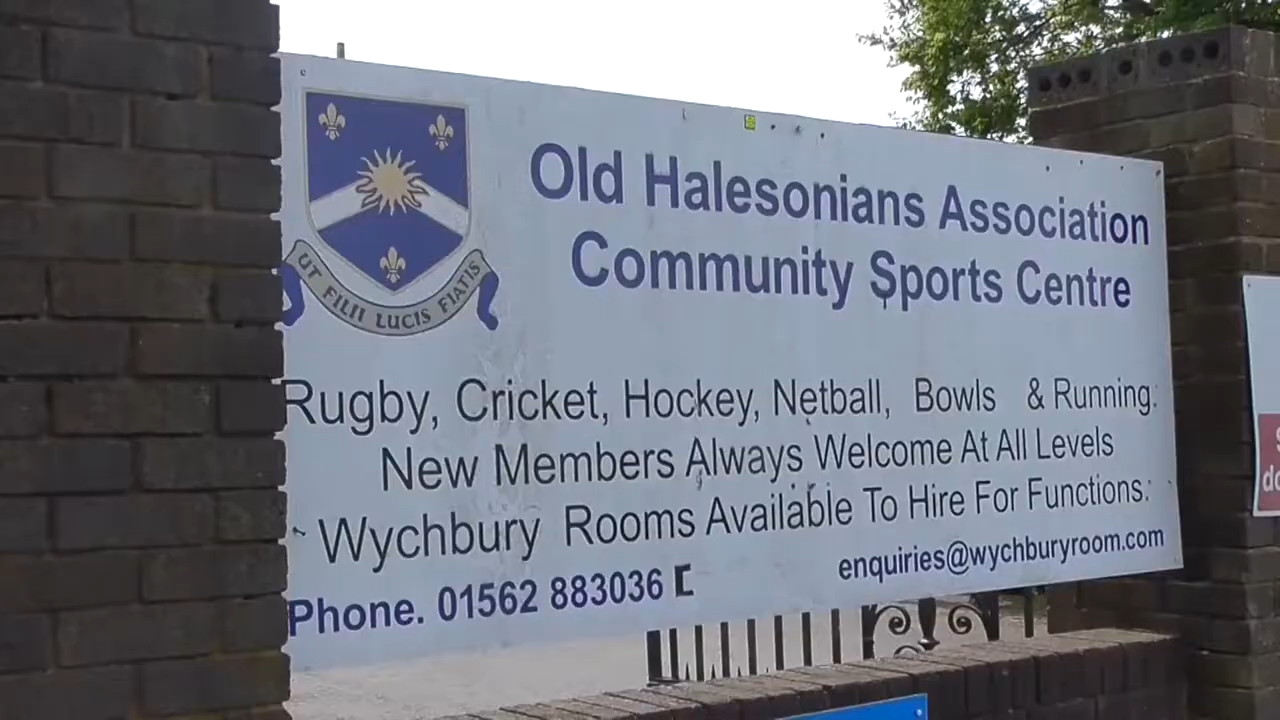 Old Halesonians Association
Community Sports Centre
UT FILII LUCIS FIATIS
Rugby, Cricket, Hockey, Netball, Bowls & Running.
New Members Always Welcome At All Levels
Wychbury Rooms Available To Hire For Functions.
Phone. 01562 883036
enquiries@wychburyroom.com